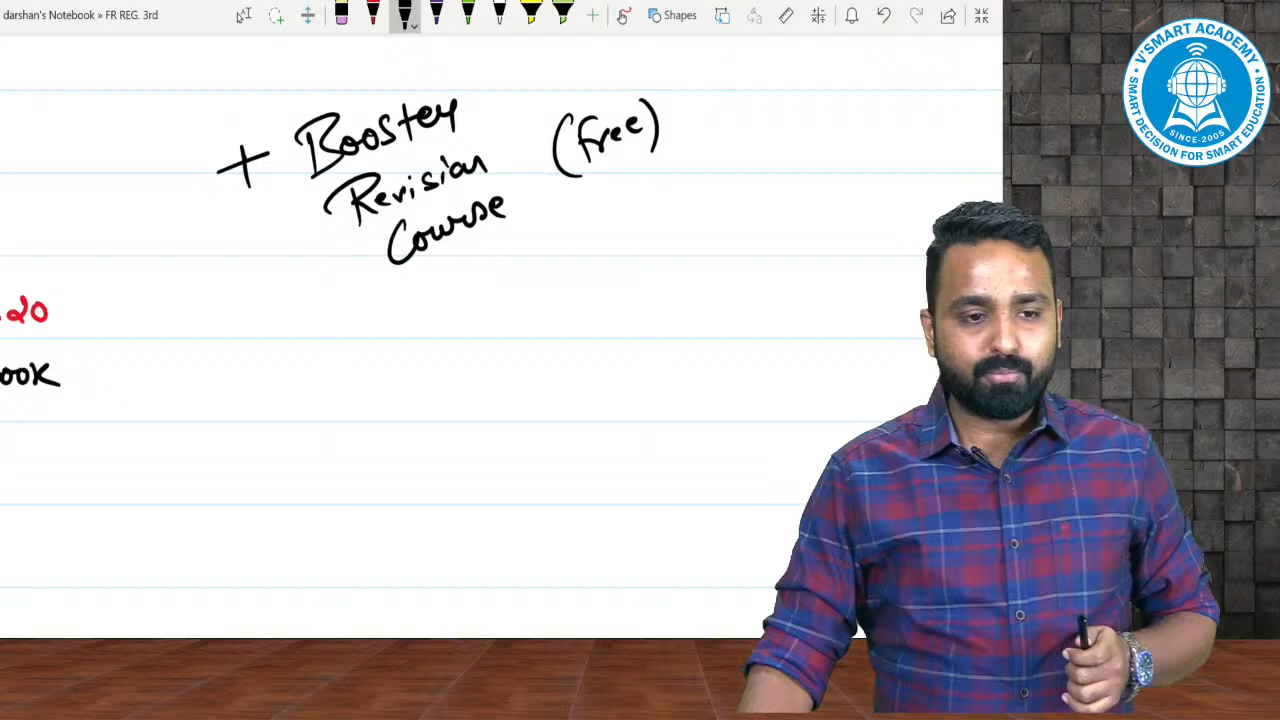 darshan's Notebook » FR REG. 3rd
Shapes
+ Booster
Revision
Course
(Free)
.20
ook
V'SMART ACADEMY
SINCE-2005
SMART DECISION FOR SMART EDUCATION